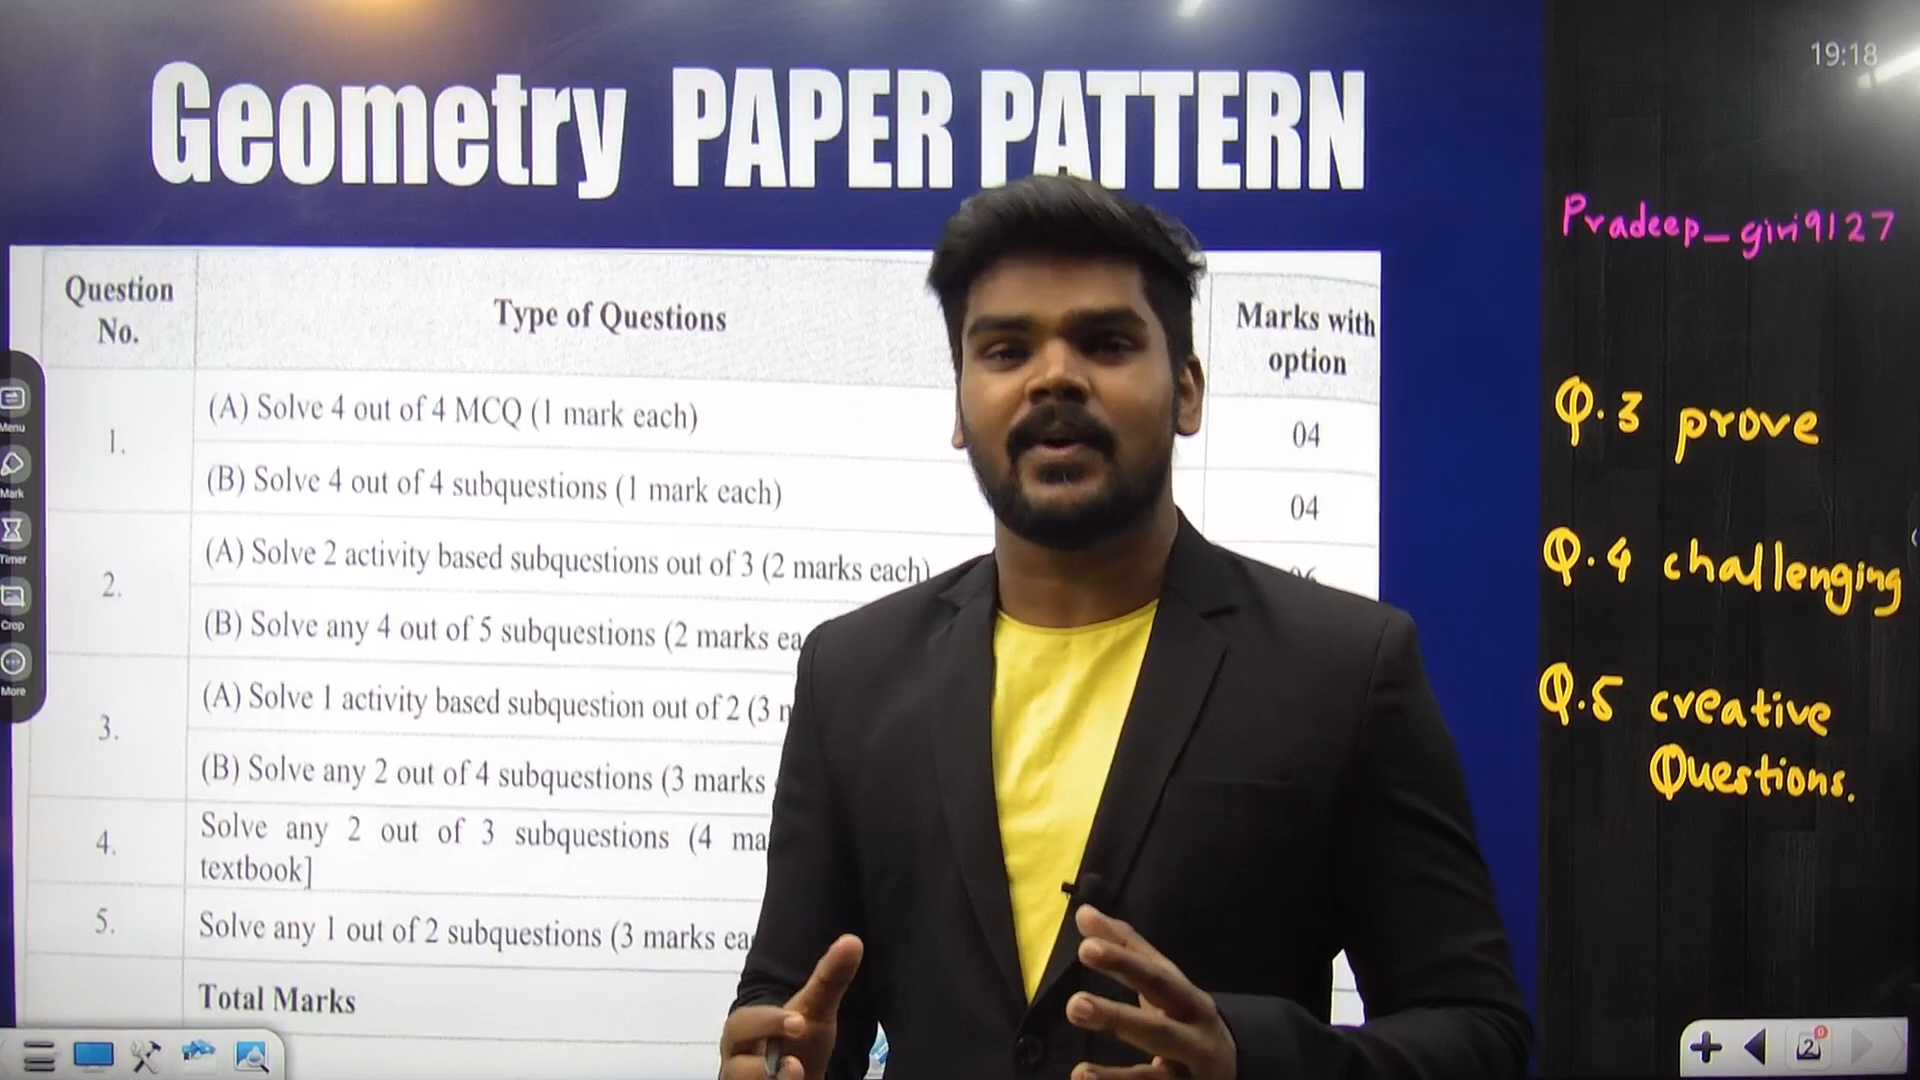 Geometry PAPER PATTERN
19:18
Pradeep_giri9127
Question No.
Type of Questions
Marks with option
1.
(A) Solve 4 out of 4 MCQ (1 mark each)
04
(B) Solve 4 out of 4 subquestions (1 mark each)
04
2.
(A) Solve 2 activity based subquestions out of 3 (2 marks each)
(B) Solve any 4 out of 5 subquestions (2 marks
3.
(A) Solve 1 activity based subquestion out of 2 (3
(B) Solve any 2 out of 4 subquestions (3 marks
4.
Solve any 2 out of 3 subquestions (4
textbook]
5.
Solve any 1 out of 2 subquestions (3 marks
Total Marks
Q.3 prove
Q.4 challenging
Q.5 creative
Questions.
Menu
Mark
Timer
Crop
More
2